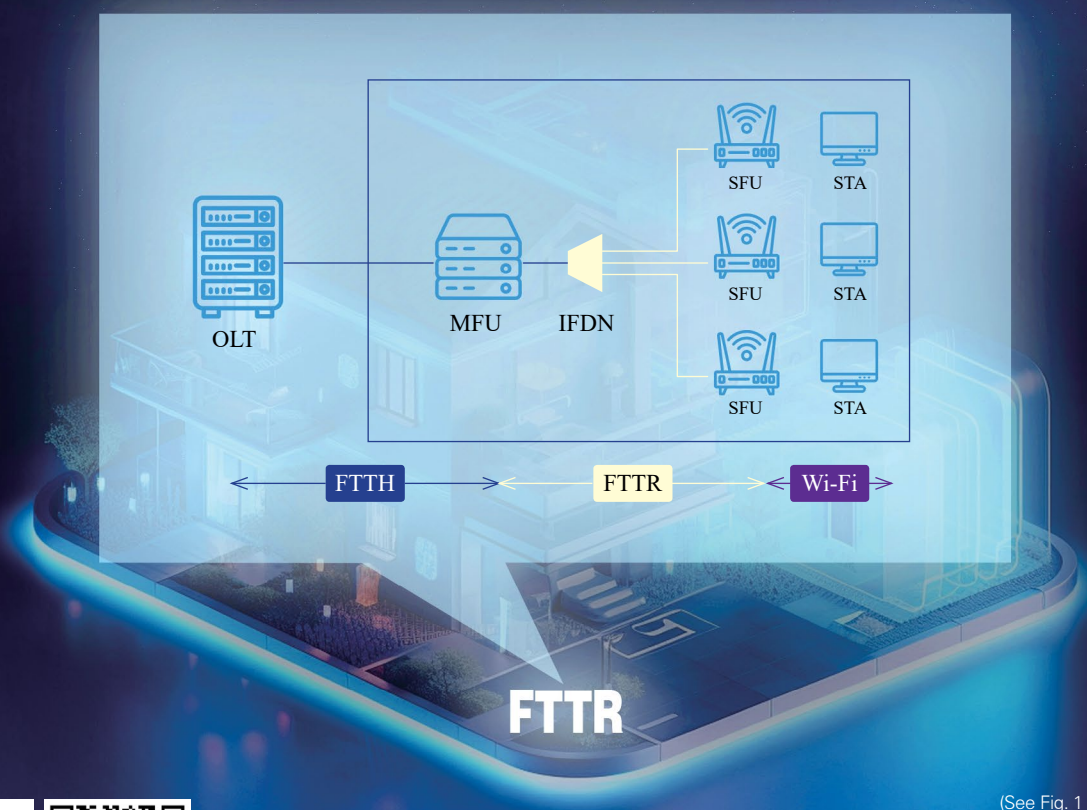 SFU STA
OLT MFU IFDN SFU STA
SFU STA
FTTH FTTR Wi-Fi
FTTR
(See Fig. 1